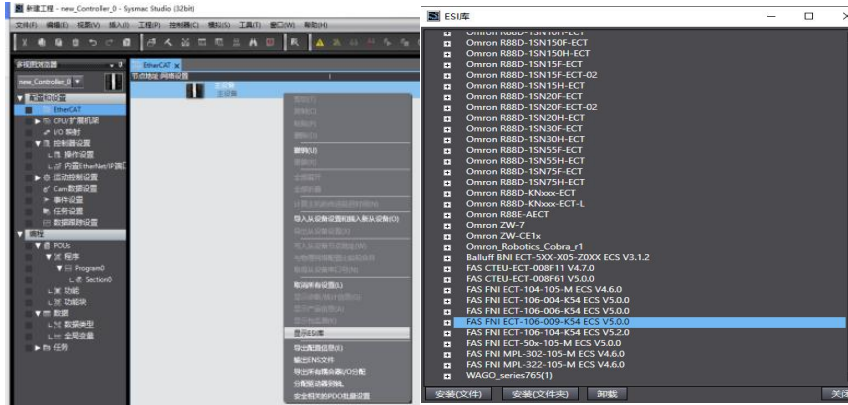 新建工程 - new_Controller_0 - Sysmac Studio (32bit)
文件(F) 编辑(E) 视图(V) 插入(I) 工程(P) 控制器(C) 模拟(S) 工具(T) 窗口(W) 帮助(H)
多视图浏览器
new_Controller_0
配置和设置
EtherCAT
CPU/扩展机架
I/O 映射
控制器设置
操作设置
内置EtherNet/IP端口
运动控制设置
Cam数据设置
事件设置
任务设置
数据跟踪设置
编程
POUs
程序
Program0
Section0
功能
功能块
数据
数据类型
全局变量
任务
EtherCAT
节点地址|网络设置
主设备
主设备
撤销(U)
导入从设备设置和插入新从设备(O)
取消所有设置(L)
显示ESI库
导出配置信息(I)
输出ENS文件
导出所有耦合器I/O分配
分配驱动器到轴
安全相关的PDO批量设置
ESI库
Omron R88D-1SN10H-ECT
Omron R88D-1SN150F-ECT
Omron R88D-1SN150H-ECT
Omron R88D-1SN15F-ECT
Omron R88D-1SN15F-ECT-02
Omron R88D-1SN15H-ECT
Omron R88D-1SN20F-ECT
Omron R88D-1SN20F-ECT-02
Omron R88D-1SN20H-ECT
Omron R88D-1SN30F-ECT
Omron R88D-1SN30H-ECT
Omron R88D-1SN55F-ECT
Omron R88D-1SN55H-ECT
Omron R88D-1SN75F-ECT
Omron R88D-1SN75H-ECT
Omron R88D-KNxxx-ECT
Omron R88D-KNxxx-ECT-L
Omron R88E-AECT
Omron ZW-7
Omron ZW-CE1x
Omron_Robotics_Cobra_r1
Balluff BNI ECT-5XX-X05-Z0XX ECS V3.1.2
FAS CTEU-ECT-008F11 V4.7.0
FAS CTEU-ECT-008F61 V5.0.0
FAS FNI ECT-104-105-M ECS V4.6.0
FAS FNI ECT-106-004-K54 ECS V5.0.0
FAS FNI ECT-106-006-K54 ECS V5.0.0
FAS FNI ECT-106-009-K54 ECS V5.0.0
FAS FNI ECT-106-104-K54 ECS V5.2.0
FAS FNI ECT-50x-105-M ECS V5.0.0
FAS FNI MPL-302-105-M ECS V4.6.0
FAS FNI MPL-322-105-M ECS V4.6.0
WAGO_series765(1)
安装(文件) 安装(文件夹) 卸载 关闭